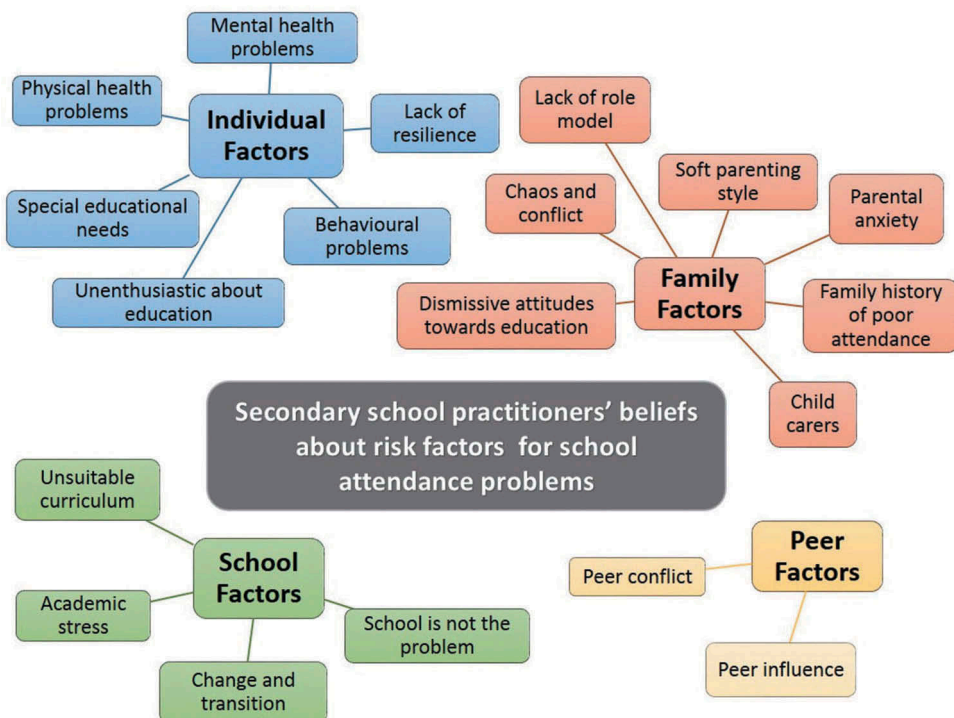 Mental health
problems
Physical health
problems
Individual
Factors
Lack of
resilience
Special educational
needs
Behavioural
problems
Unenthusiastic about
education
Lack of role
model
Soft parenting
style
Chaos and
conflict
Parental
anxiety
Family
Factors
Dismissive attitudes
towards education
Family history
of poor
attendance
Child
carers
Secondary school practitioners’ beliefs
about risk factors for school
attendance problems
Unsuitable
curriculum
School
Factors
Academic
stress
School is not the
problem
Change and
transition
Peer
Factors
Peer conflict
Peer influence